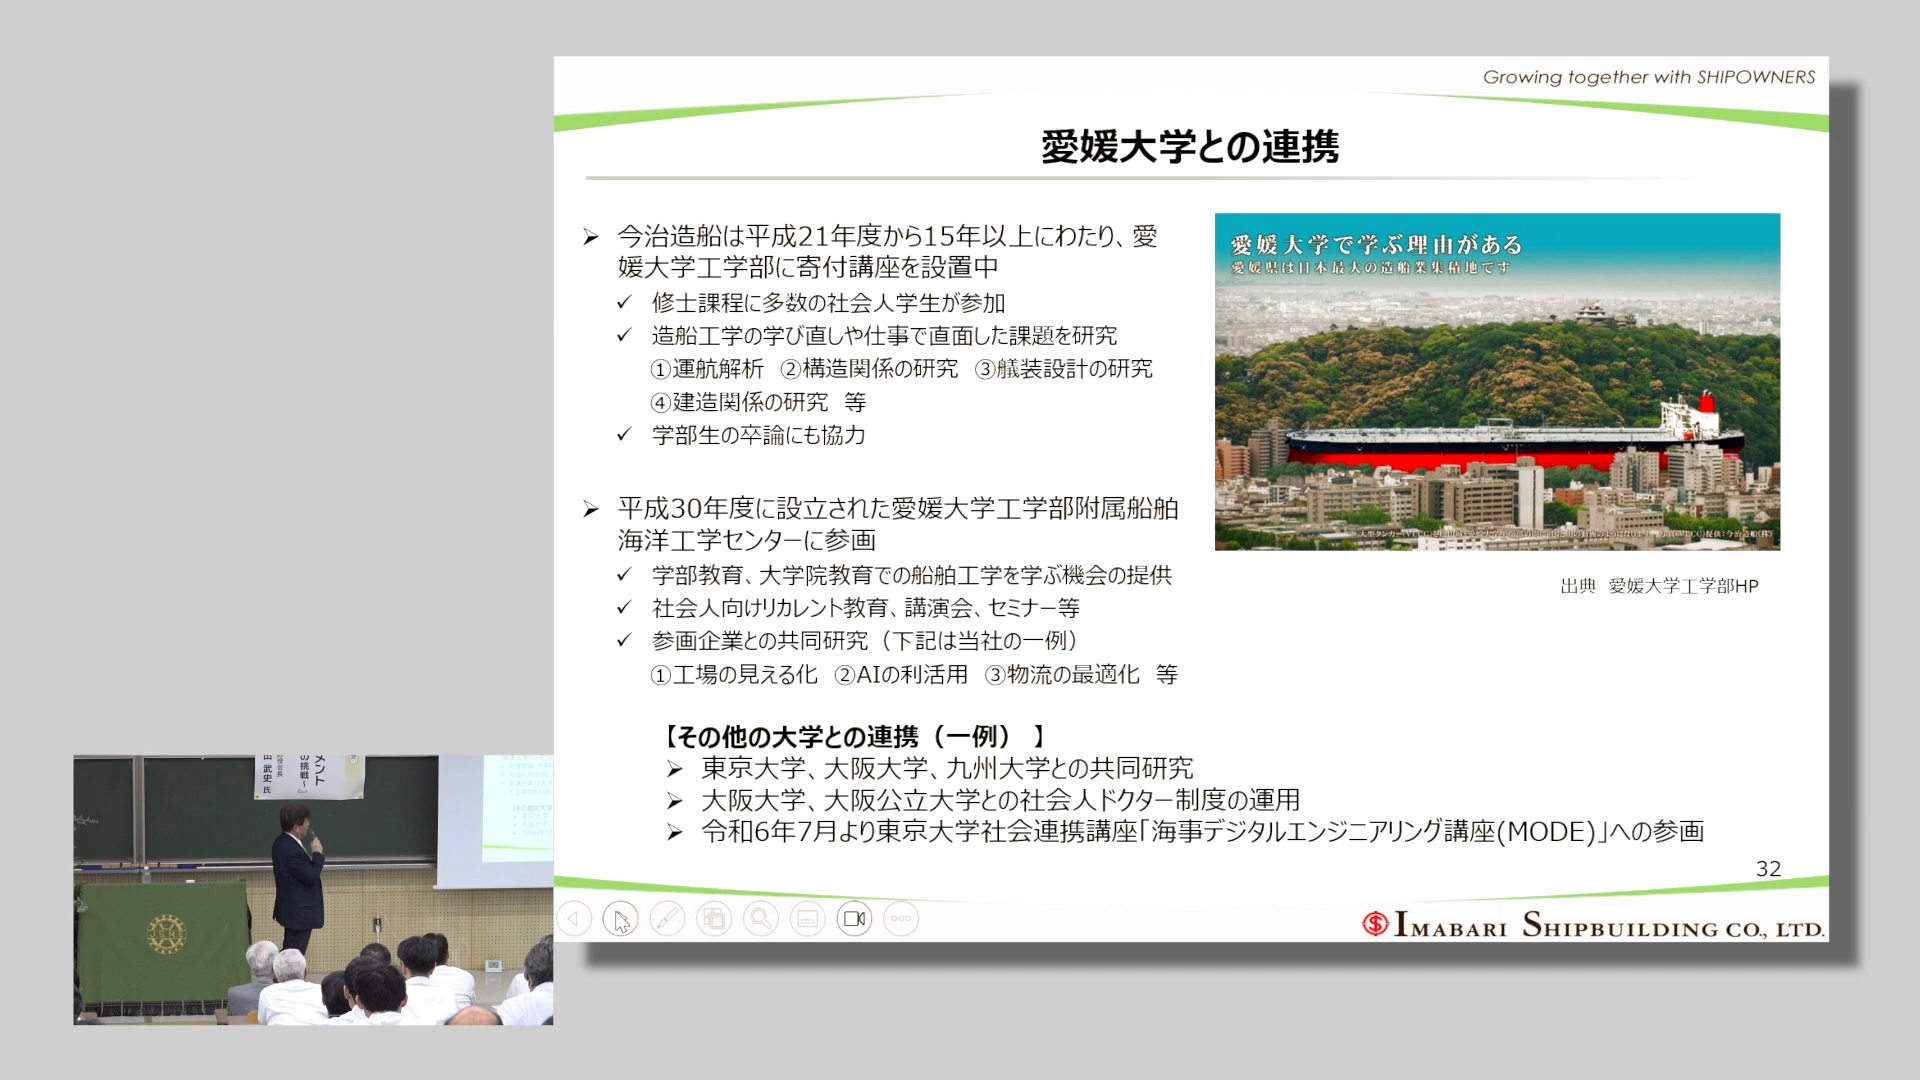 Growing together with SHIPOWNERS
愛媛大学との連携
➢ 今治造船は平成21年度から15年以上にわたり、愛
媛大学工学部に寄付講座を設置中
✓ 修士課程に多数の社会人学生が参加
✓ 造船工学の学び直しや仕事で直面した課題を研究
①運航解析 ②構造関係の研究 ③艤装設計の研究
④建造関係の研究 等
✓ 学部生の卒論にも協力
➢ 平成30年度に設立された愛媛大学工学部附属船舶
海洋工学センターに参画
✓ 学部教育、大学院教育での船舶工学を学ぶ機会の提供
✓ 社会人向けリカレント教育、講演会、セミナー等
✓ 参画企業との共同研究（下記は当社の一例）
①工場の見える化 ②AIの利活用 ③物流の最適化 等
愛媛大学で学ぶ理由がある
愛媛県は日本最大の造船業集積地です
出典 愛媛大学工学部HP
【その他の大学との連携（一例） 】
➢ 東京大学、大阪大学、九州大学との共同研究
➢ 大阪大学、大阪公立大学との社会人ドクター制度の運用
➢ 令和6年7月より東京大学社会連携講座「海事デジタルエンジニアリング講座(MODE)」への参画
32
IMABARI SHIPBUILDING CO., LTD.
メント
の挑戦～』
武史 氏
JSME